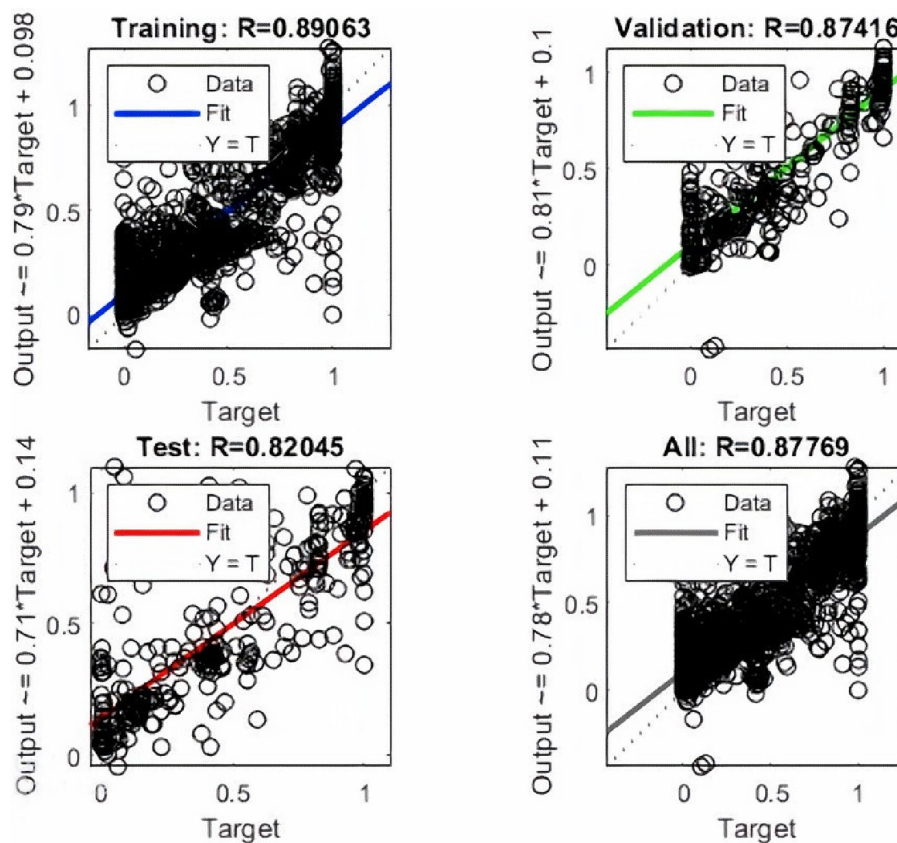 Training: R=0.89063
Output ~= 0.79*Target + 0.098
1
0.5
0
Data
Fit
Y = T
0
0.5
1
Target
Validation: R=0.87416
Output ~= 0.81*Target + 0.1
1
0.5
0
Data
Fit
Y = T
0
0.5
1
Target
Test: R=0.82045
Output ~= 0.71*Target + 0.14
1
0.5
0
Data
Fit
Y = T
0
0.5
1
Target
All: R=0.87769
Output ~= 0.78*Target + 0.11
1
0.5
0
Data
Fit
Y = T
0
0.5
1
Target